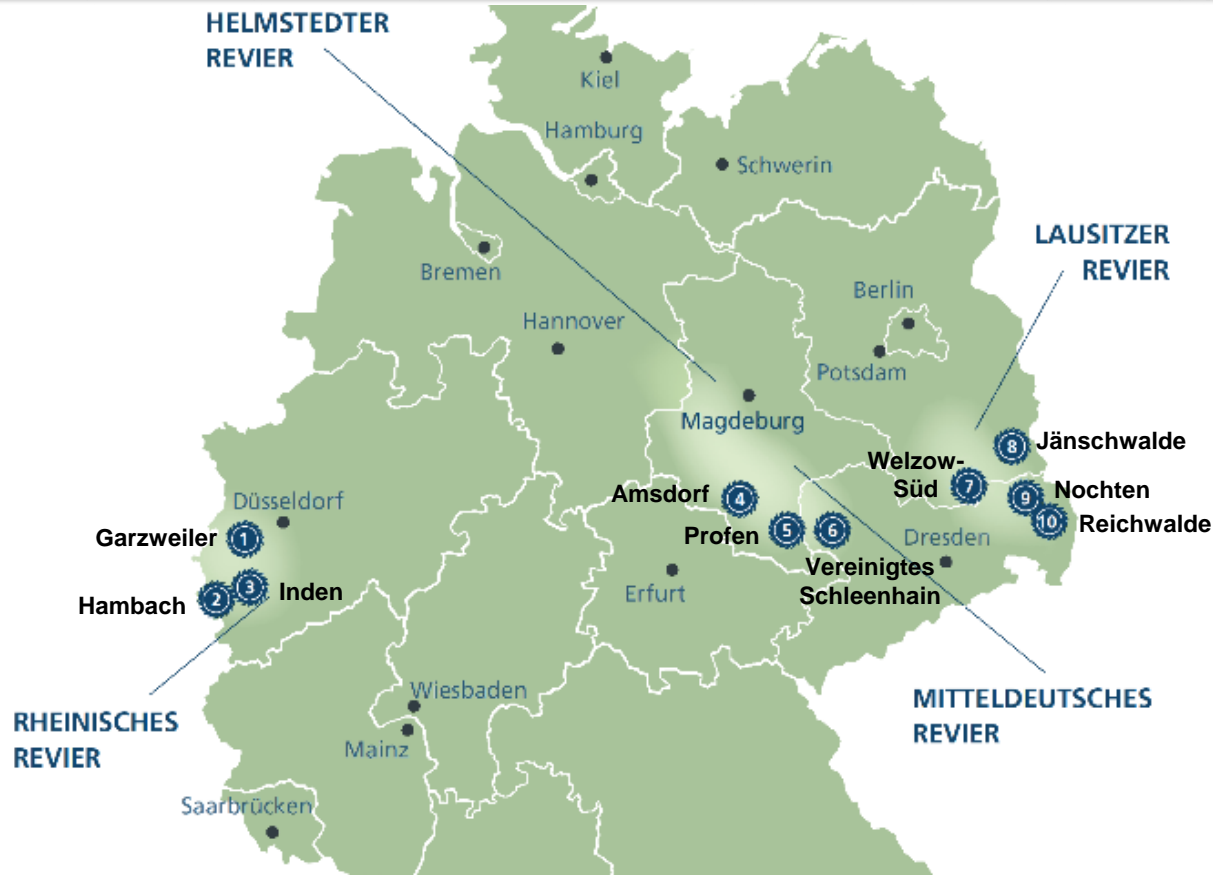 HELMSTEDTER
REVIER
Kiel
Hamburg
Schwerin
LAUSITZER
REVIER
Bremen
Berlin
Hannover
Potsdam
Magdeburg
8
Jänschwalde
Welzow-
Süd
7
Amsdorf
4
9
Nochten
Düsseldorf
10
Reichwalde
Garzweiler
1
Profen
5
6
Dresden
Vereinigtes
Schleenhain
Hambach
2
3
Inden
Erfurt
Wiesbaden
MITTELDEUTSCHES
REVIER
RHEINISCHES
REVIER
Mainz
Saarbrücken